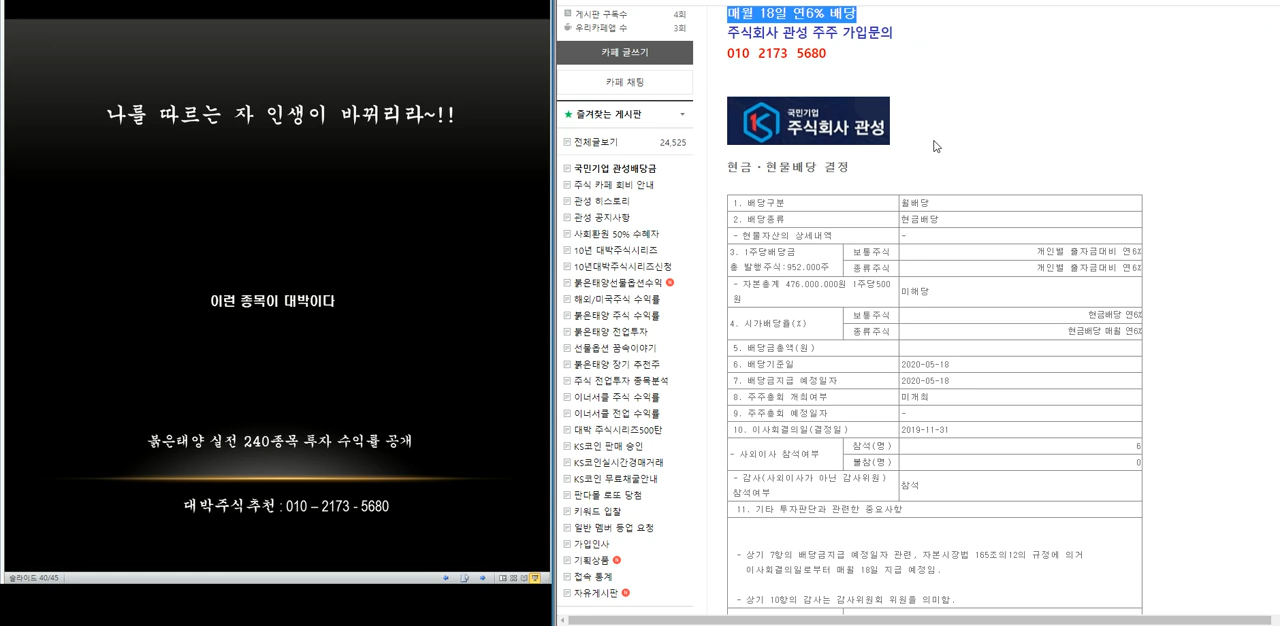 나를 따르는 자 인생이 바뀌리라~!!
이런 종목이 대박이다
붉은태양 실전 240종목 투자 수익률 공개
대박주식추천 : 010 – 2173 - 5680
슬라이드 40/45
게시판 구독수 4회
우리카페앱 수 3회
카페 글쓰기
카페 채팅
★ 즐겨찾는 게시판
전체글보기 24,525
국민기업 관성배당금
주식 카페 회비 안내
관성 히스토리
관성 공지사항
사회환원 50% 수혜자
10년 대박주식시리즈
10년대박주식시리즈신청
붉은태양선물옵션수익 N
해외/미국주식 수익률
붉은태양 주식 수익률
붉은태양 전업투자
선물옵션 꿈속이야기
붉은태양 장기 추천주
주식 전업투자 종목분석
이너서클 주식 수익률
이너서클 전업 수익률
대박 주식시리즈500탄
KS코인 판매 승인
KS코인실시간경매거래
KS코인 무료채굴안내
판다몰 로또 당첨
키워드 입찰
일반 멤버 등업 요청
가입인사
기획상품 N
접속 통계
자유게시판 N
매월 18일 연6% 배당
주식회사 관성 주주 가입문의
010 2173 5680
국민기업
주식회사 관성
현금ㆍ현물배당 결정
1. 배당구분 월배당
2. 배당종류 현금배당
- 현물자산의 상세내역 -
3. 1주당배당금
총 발행주식:952.000주
보통주식 개인별 출자금대비 연6%
종류주식 개인별 출자금대비 연6%
- 자본총계 476.000.000원 1주당500
원
미해당
4. 시가배당율(%)
보통주식 현금배당 연6%
종류주식 현금배당 매월 연6%
5. 배당금총액(원)
6. 배당기준일 2020-05-18
7. 배당금지급 예정일자 2020-05-18
8. 주주총회 개최여부 미개최
9. 주주총회 예정일자 -
10. 이사회결의일(결정일) 2019-11-31
- 사외이사 참석여부
참석(명) 6
불참(명) 0
- 감사(사외이사가 아닌 감사위원)
참석여부
참석
11. 기타 투자판단과 관련한 중요사항
- 상기 7항의 배당금지급 예정일자 관련, 자본시장법 165조의12의 규정에 의거
이사회결의일로부터 매월 18일 지급 예정임.
- 상기 10항의 감사는 감사위원회 위원을 의미함.